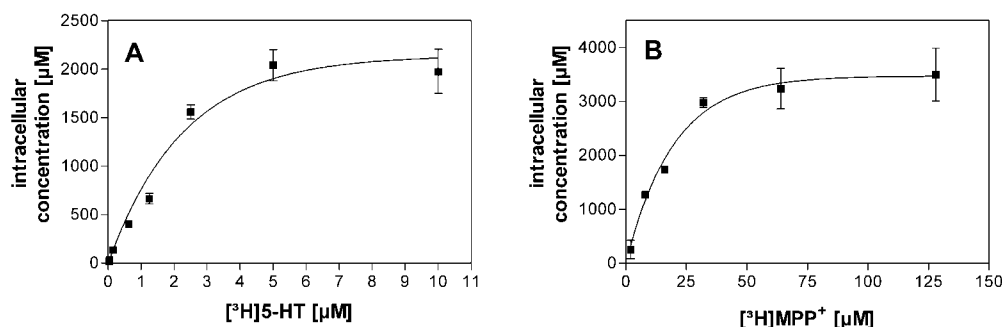 A
intracellular
concentration [µM]
2500
2000
1500
1000
500
0
0 1 2 3 4 5 6 7 8 9 10 11
[³H]5-HT [µM]
B
intracellular
concentration [µM]
4000
3000
2000
1000
0
0 25 50 75 100 125 150
[³H]MPP⁺ [µM]